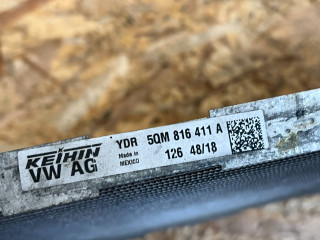 KEIHIN YDR 5QM 816 411 A
VW AG Made in MEXICO 126 48/18